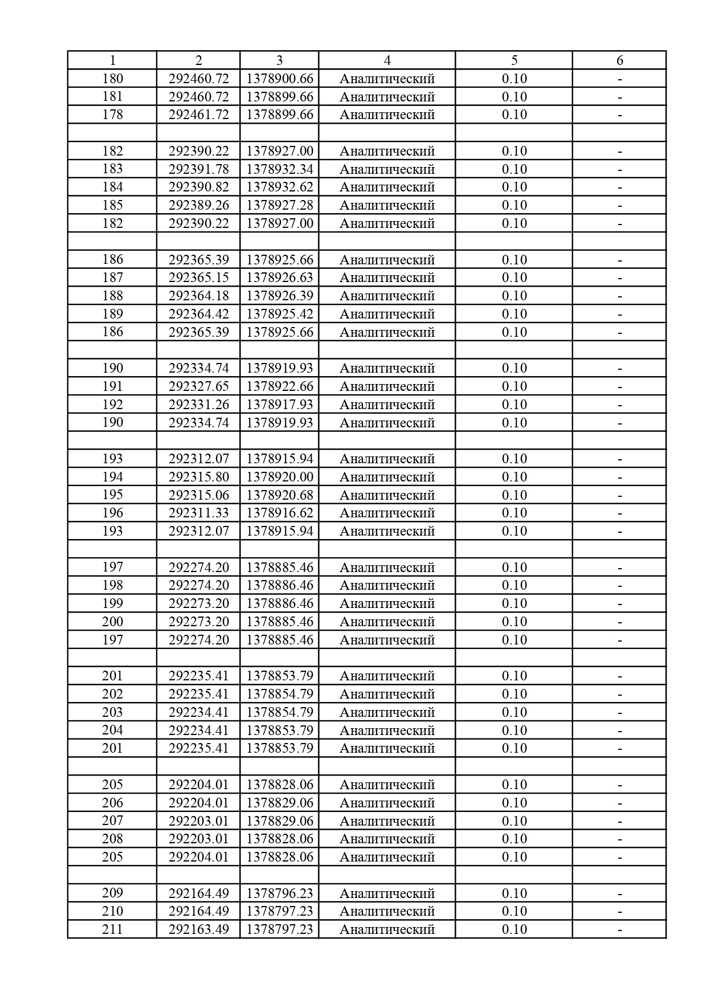 1 2 3 4 5 6
180 292460.72 1378900.66 Аналитический 0.10 -
181 292460.72 1378899.66 Аналитический 0.10 -
178 292461.72 1378899.66 Аналитический 0.10 -
182 292390.22 1378927.00 Аналитический 0.10 -
183 292391.78 1378932.34 Аналитический 0.10 -
184 292390.82 1378932.62 Аналитический 0.10 -
185 292389.26 1378927.28 Аналитический 0.10 -
182 292390.22 1378927.00 Аналитический 0.10 -
186 292365.39 1378925.66 Аналитический 0.10 -
187 292365.15 1378926.63 Аналитический 0.10 -
188 292364.18 1378926.39 Аналитический 0.10 -
189 292364.42 1378925.42 Аналитический 0.10 -
186 292365.39 1378925.66 Аналитический 0.10 -
190 292334.74 1378919.93 Аналитический 0.10 -
191 292327.65 1378922.66 Аналитический 0.10 -
192 292331.26 1378917.93 Аналитический 0.10 -
190 292334.74 1378919.93 Аналитический 0.10 -
193 292312.07 1378915.94 Аналитический 0.10 -
194 292315.80 1378920.00 Аналитический 0.10 -
195 292315.06 1378920.68 Аналитический 0.10 -
196 292311.33 1378916.62 Аналитический 0.10 -
193 292312.07 1378915.94 Аналитический 0.10 -
197 292274.20 1378885.46 Аналитический 0.10 -
198 292274.20 1378886.46 Аналитический 0.10 -
199 292273.20 1378886.46 Аналитический 0.10 -
200 292273.20 1378885.46 Аналитический 0.10 -
197 292274.20 1378885.46 Аналитический 0.10 -
201 292235.41 1378853.79 Аналитический 0.10 -
202 292235.41 1378854.79 Аналитический 0.10 -
203 292234.41 1378854.79 Аналитический 0.10 -
204 292234.41 1378853.79 Аналитический 0.10 -
201 292235.41 1378853.79 Аналитический 0.10 -
205 292204.01 1378828.06 Аналитический 0.10 -
206 292204.01 1378829.06 Аналитический 0.10 -
207 292203.01 1378829.06 Аналитический 0.10 -
208 292203.01 1378828.06 Аналитический 0.10 -
205 292204.01 1378828.06 Аналитический 0.10 -
209 292164.49 1378796.23 Аналитический 0.10 -
210 292164.49 1378797.23 Аналитический 0.10 -
211 292163.49 1378797.23 Аналитический 0.10 -